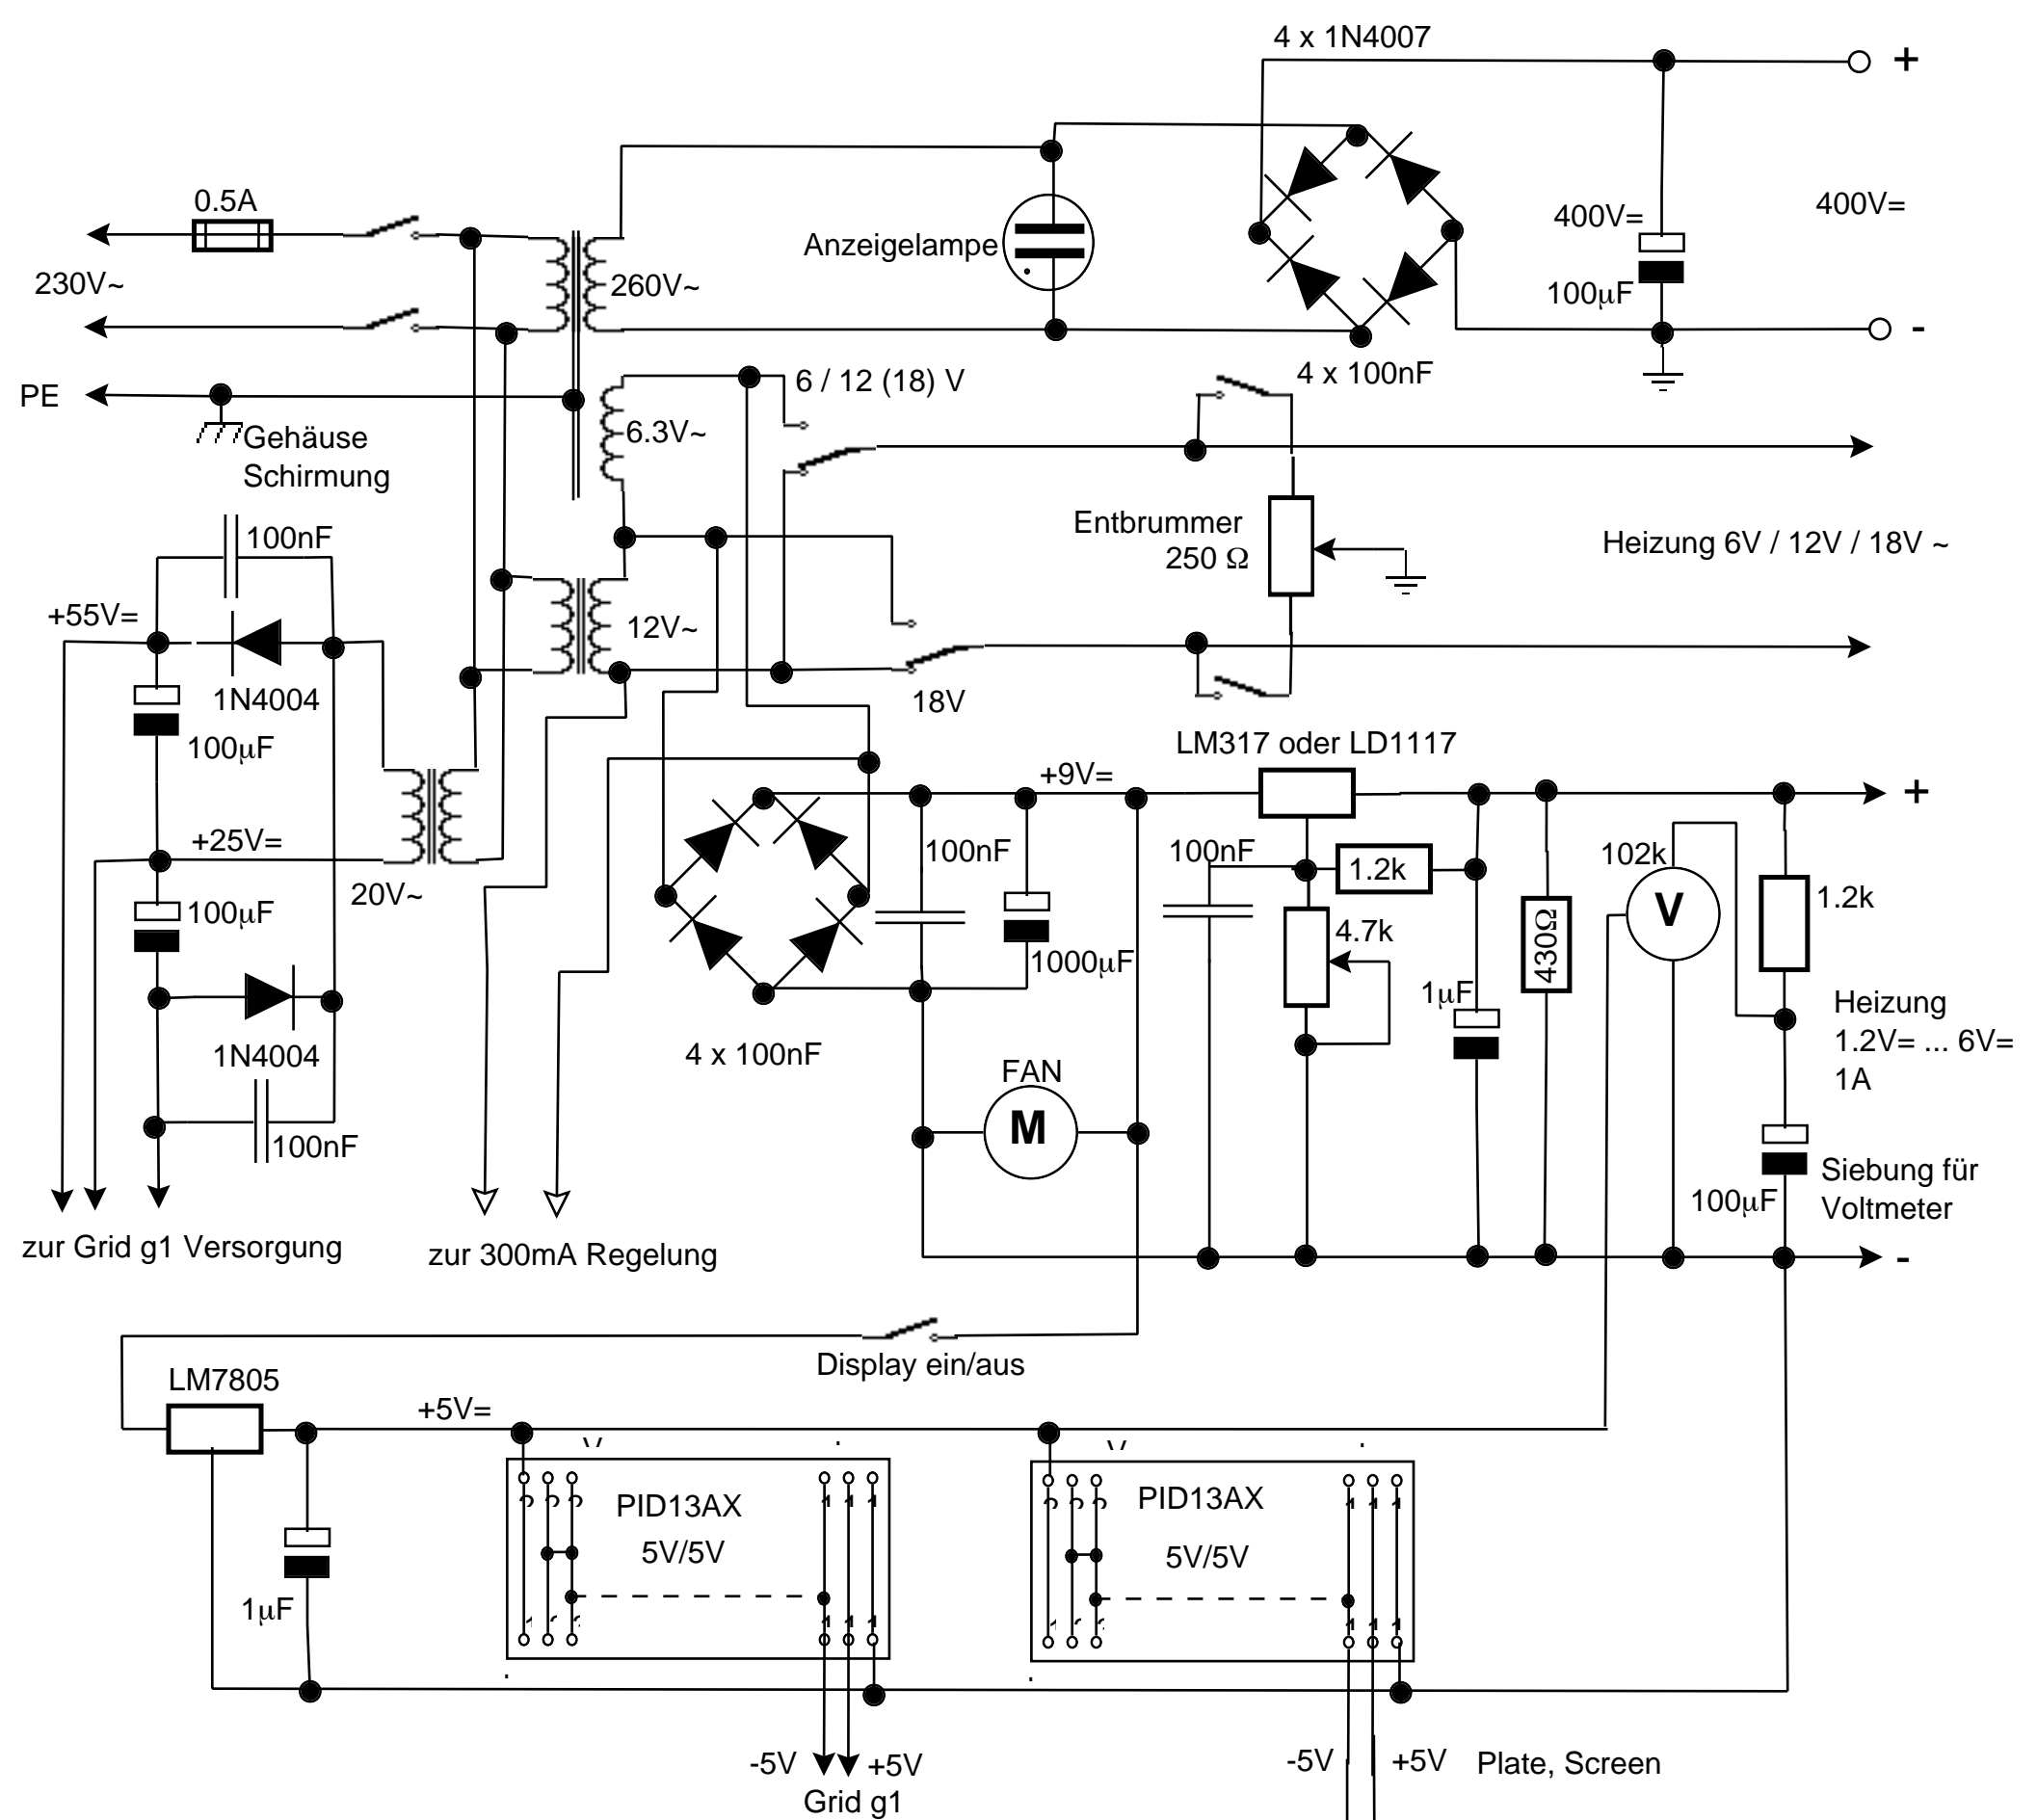 4 x 1N4007
+
0.5A
400V=
400V=
Anzeigelampe
230V~
260V~
100µF
-
4 x 100nF
PE
6 / 12 (18) V
Gehäuse
Schirmung
6.3V~
100nF
Entbrummer
250 Ω
Heizung 6V / 12V / 18V ~
+55V=
12V~
1N4004
18V
100µF
LM317 oder LD1117
+9V=
+
+25V=
100nF
100nF
1.2k
102k
V
1.2k
20V~
100µF
4.7k
430Ω
1000µF
1µF
Heizung
1.2V= ... 6V=
1A
1N4004
4 x 100nF
FAN
M
100nF
Siebung für
Voltmeter
100µF
zur Grid g1 Versorgung
zur 300mA Regelung
-
Display ein/aus
LM7805
+5V=
PID13AX
5V/5V
PID13AX
5V/5V
1µF
-5V
+5V
Grid g1
-5V
+5V
Plate, Screen